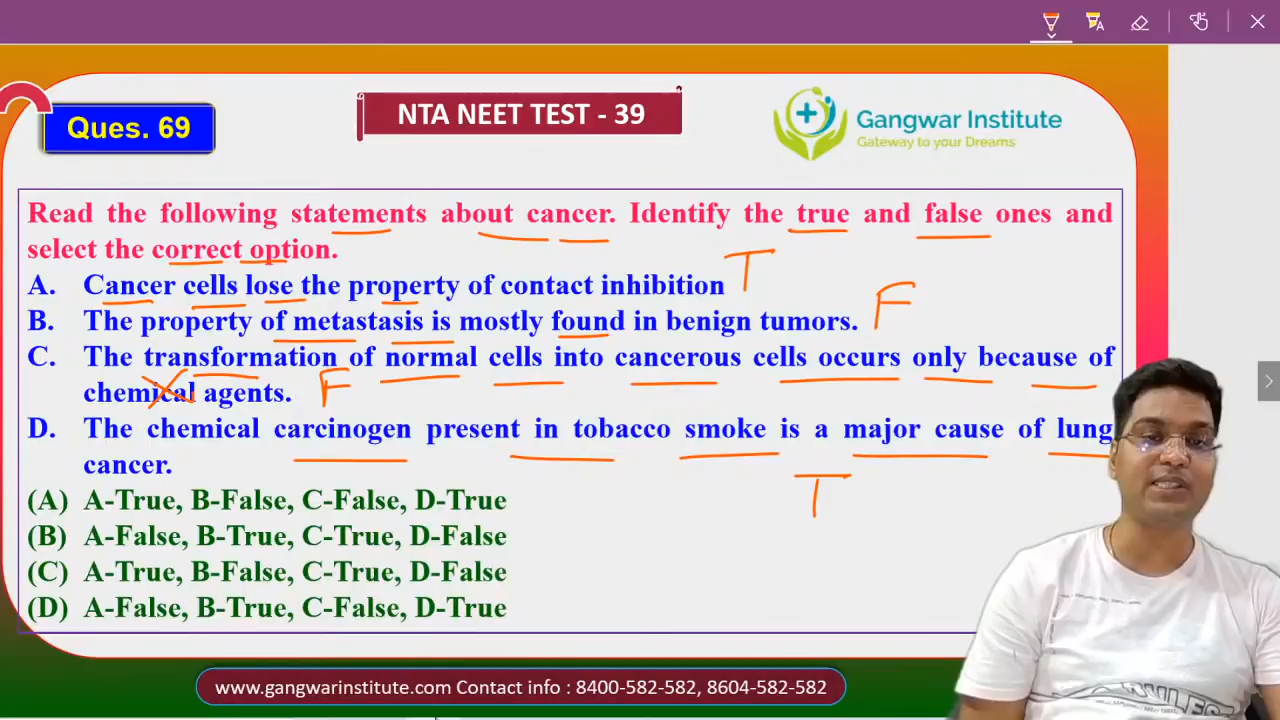 Ques. 69
NTA NEET TEST - 39
Gangwar Institute
Gateway to your Dreams
Read the following statements about cancer. Identify the true and false ones and
select the correct option.
A. Cancer cells lose the property of contact inhibition T
B. The property of metastasis is mostly found in benign tumors. F
C. The transformation of normal cells into cancerous cells occurs only because of
chemical agents. F
D. The chemical carcinogen present in tobacco smoke is a major cause of lung
cancer. T
(A) A-True, B-False, C-False, D-True
(B) A-False, B-True, C-True, D-False
(C) A-True, B-False, C-True, D-False
(D) A-False, B-True, C-False, D-True
www.gangwarinstitute.com Contact info : 8400-582-582, 8604-582-582